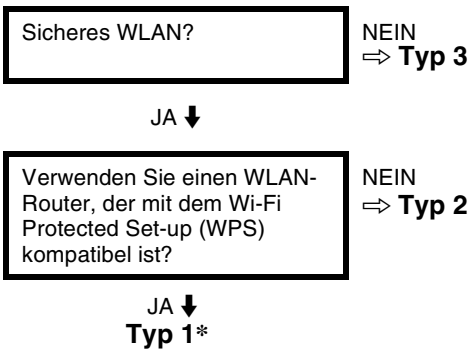 Sicheres WLAN?
NEIN
⇨ Typ 3
JA ⬇
Verwenden Sie einen WLAN-
Router, der mit dem Wi-Fi
Protected Set-up (WPS)
kompatibel ist?
NEIN
⇨ Typ 2
JA ⬇
Typ 1*